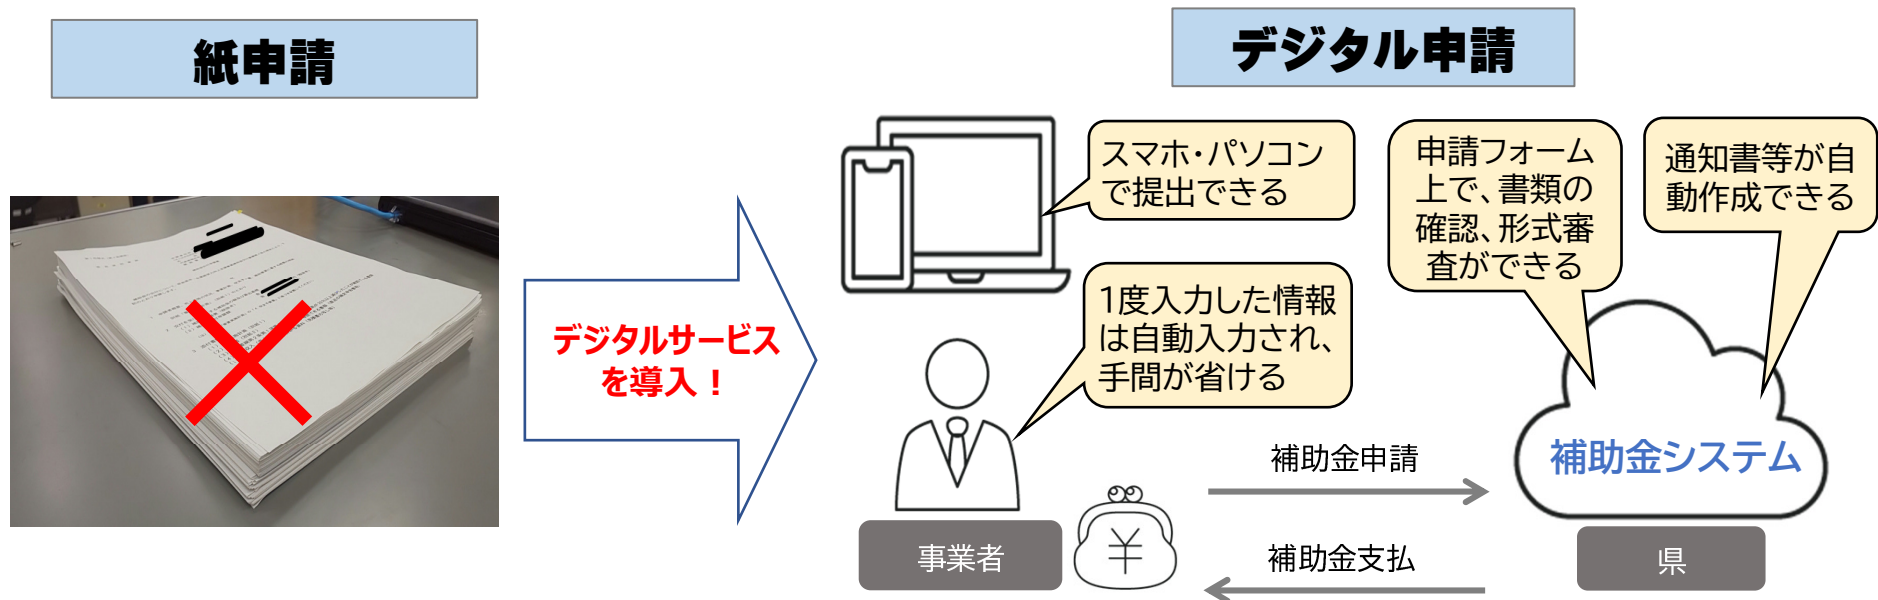 紙申請
デジタルサービス
を導入！
デジタル申請
スマホ・パソコン
で提出できる
1度入力した情報
は自動入力され、
手間が省ける
申請フォーム
上で、書類の
確認、形式審
査ができる
通知書等が自
動作成できる
補助金システム
補助金申請
補助金支払
事業者
県